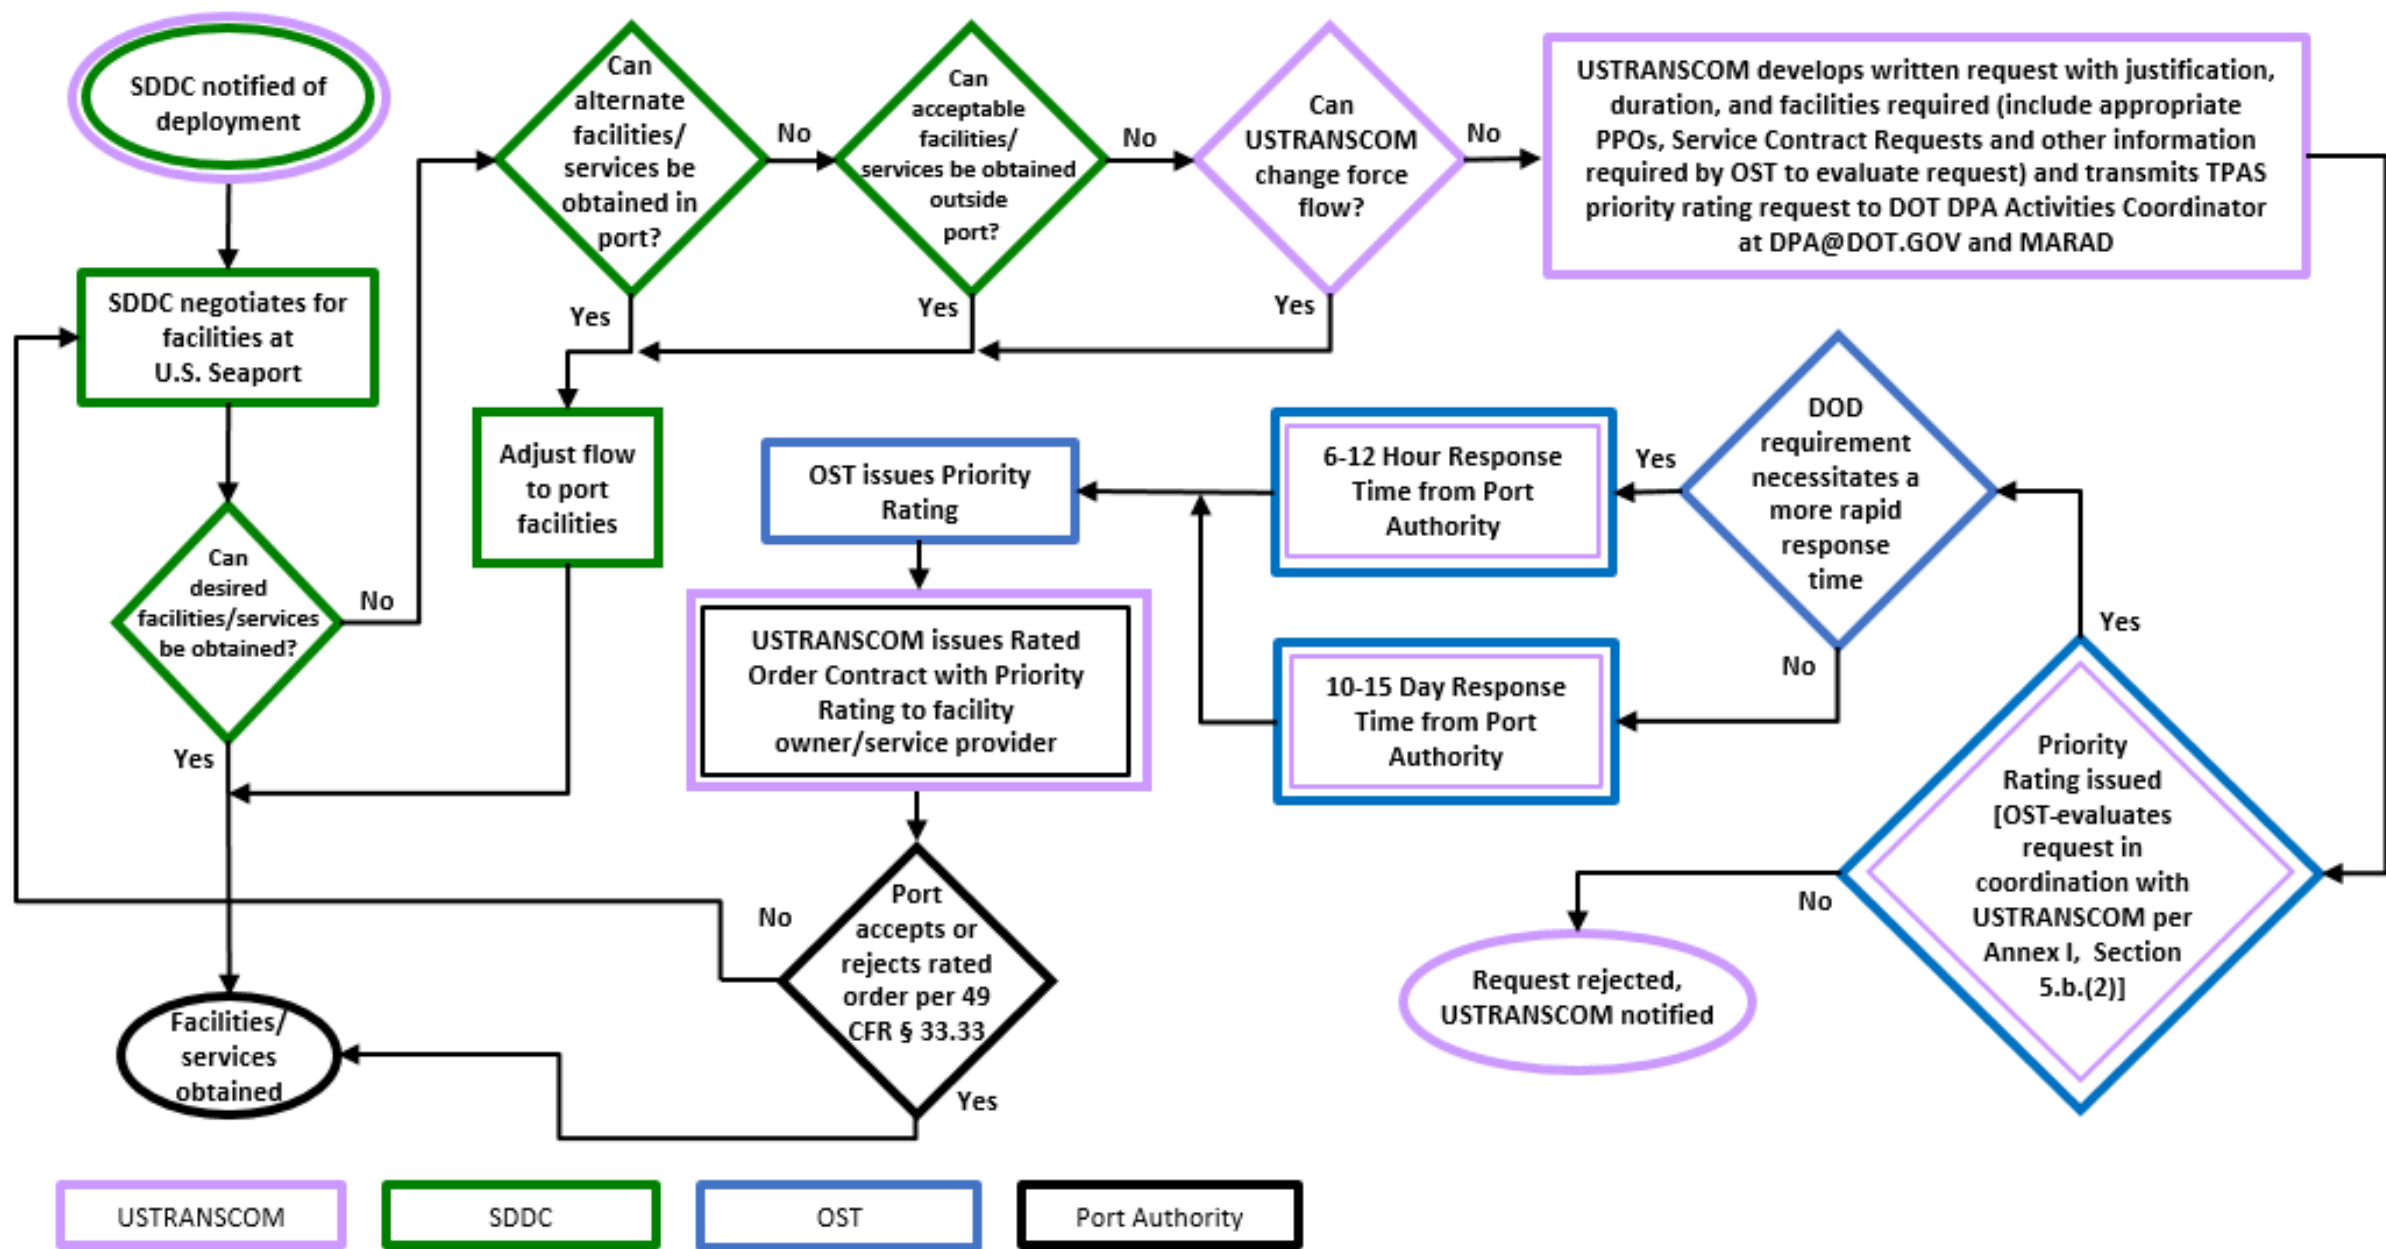 SDDC notified of
deployment
Can
alternate
facilities/
services be
obtained in
port?
No
Can
acceptable
facilities/
services be obtained
outside
port?
No
Can
USTRANSCOM
change force
flow?
No
USTRANSCOM develops written request with justification,
duration, and facilities required (include appropriate
PPOs, Service Contract Requests and other information
required by OST to evaluate request) and transmits TPAS
priority rating request to DOT DPA Activities Coordinator
at DPA@DOT.GOV and MARAD
Yes
Yes
Yes
SDDC negotiates for
facilities at
U.S. Seaport
Adjust flow
to port
facilities
OST issues Priority
Rating
6-12 Hour Response
Time from Port
Authority
Yes
DOD
requirement
necessitates a
more rapid
response
time
No
Yes
Can
desired
facilities/services
be obtained?
No
Yes
USTRANSCOM issues Rated
Order Contract with Priority
Rating to facility
owner/service provider
10-15 Day Response
Time from Port
Authority
Priority
Rating issued
[OST-evaluates
request in
coordination with
USTRANSCOM per
Annex I,  Section
5.b.(2)]
No
Request rejected,
USTRANSCOM notified
Port
accepts or
rejects rated
order per 49
CFR § 33.33
No
Yes
Facilities/
services
obtained
USTRANSCOM
SDDC
OST
Port Authority